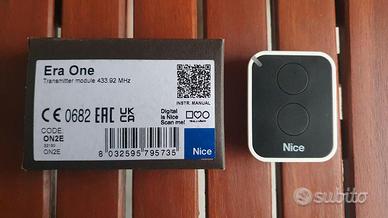 Era One
Transmitter module 433.92 MHz
INSTR. MANUAL
CE 0682 EAC UK CA
Digital
is Nice
Scan me!
CODE:
ON2E
ON2E
8 032595 795735
Nice
Nice
subito